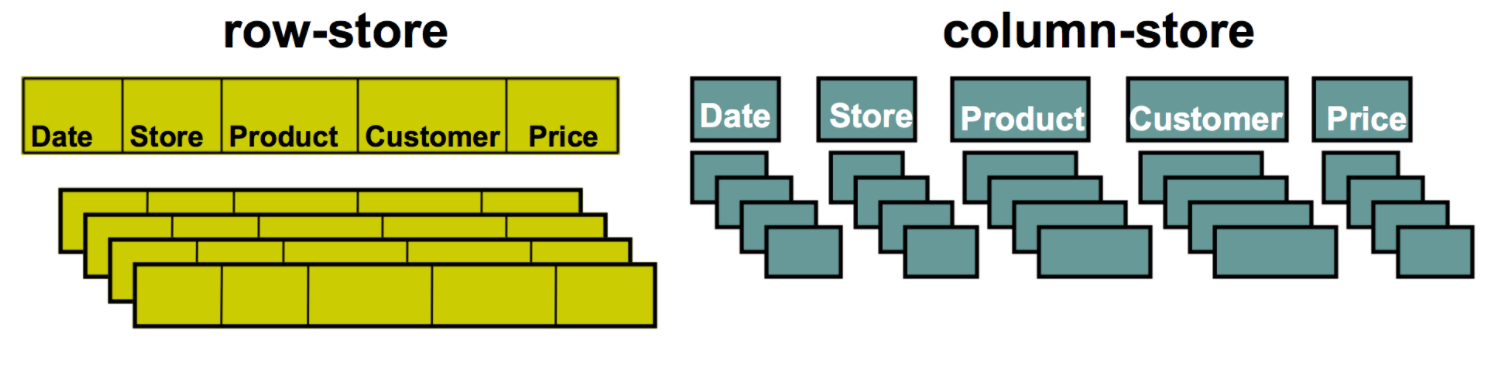 row-store
Date Store Product Customer Price
column-store
Date Store Product Customer Price